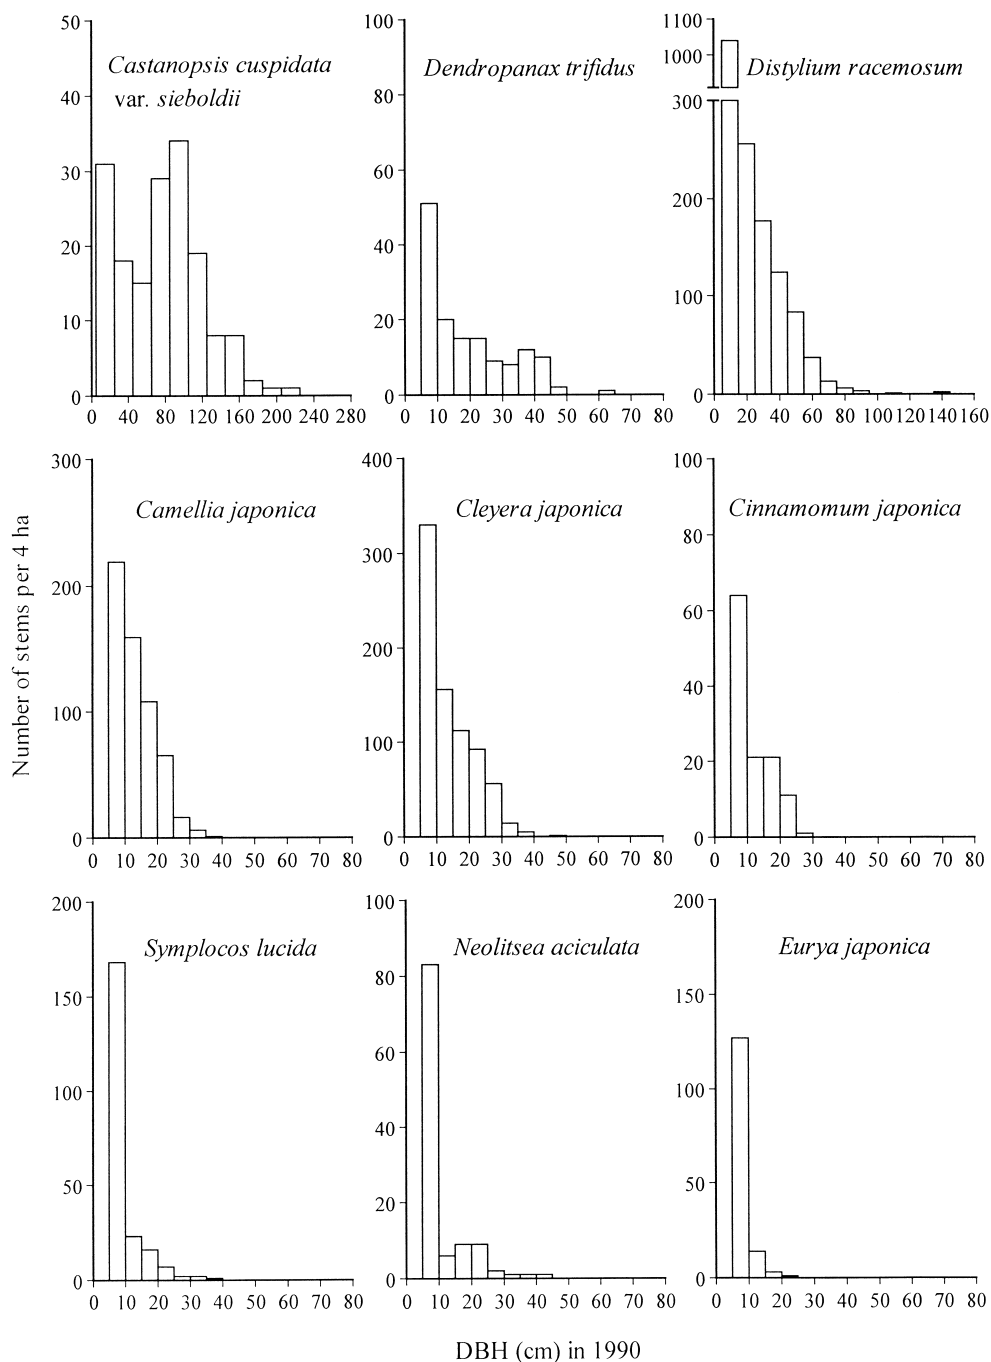 50
40
30
20
10
0
Castanopsis cuspidata
var. sieboldii
0 40 80 120 160 200 240 280
100
80
60
40
20
0
Dendropanax trifidus
0 10 20 30 40 50 60 70 80
1100
1000
300
200
100
0
Distylium racemosum
0 20 40 60 80 100 120 140 160
Number of stems per 4 ha
300
200
100
0
Camellia japonica
0 10 20 30 40 50 60 70 80
400
300
200
100
0
Cleyera japonica
0 10 20 30 40 50 60 70 80
100
80
60
40
20
0
Cinnamomum japonica
0 10 20 30 40 50 60 70 80
200
150
100
50
0
Symplocos lucida
0 10 20 30 40 50 60 70 80
100
80
60
40
20
0
Neolitsea aciculata
0 10 20 30 40 50 60 70 80
200
150
100
50
0
Eurya japonica
0 10 20 30 40 50 60 70 80
DBH (cm) in 1990